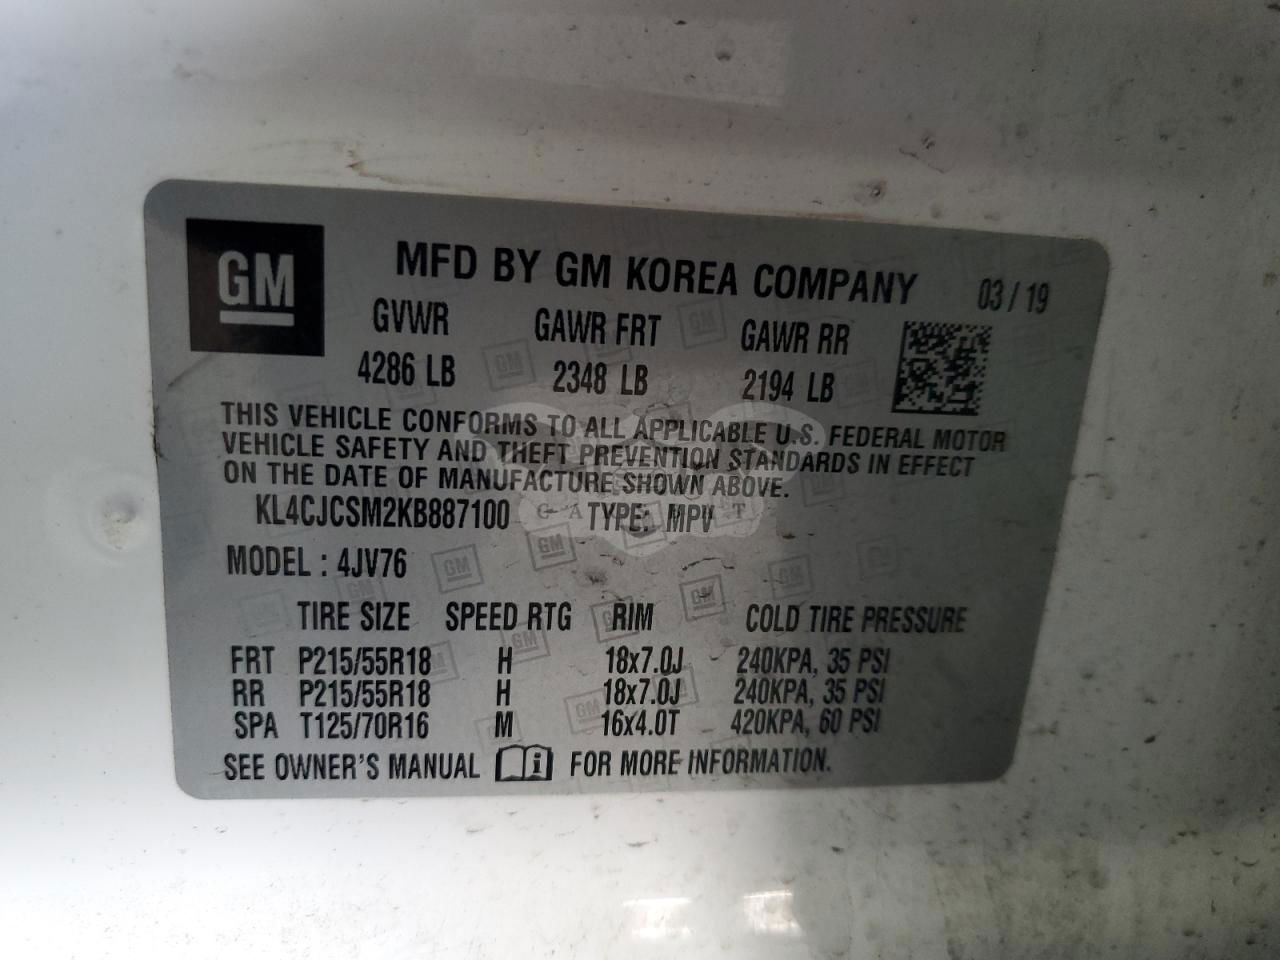 GM
MFD BY GM KOREA COMPANY 03/19
GVWR GAWR FRT GAWR RR
4286 LB 2348 LB 2194 LB
THIS VEHICLE CONFORMS TO ALL APPLICABLE U.S. FEDERAL MOTOR
VEHICLE SAFETY AND THEFT PREVENTION STANDARDS IN EFFECT
ON THE DATE OF MANUFACTURE SHOWN ABOVE.
KL4CJCSM2KB887100 TYPE: MPV
MODEL : 4JV76
TIRE SIZE SPEED RTG RIM COLD TIRE PRESSURE
FRT P215/55R18 H 18x7.0J 240KPA, 35 PSI
RR P215/55R18 H 18x7.0J 240KPA, 35 PSI
SPA T125/70R16 M 16x4.0T 420KPA, 60 PSI
SEE OWNER'S MANUAL i FOR MORE INFORMATION.